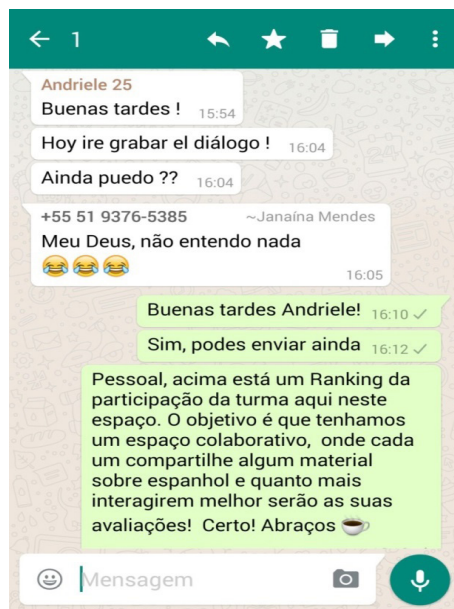 1
Andriele 25
Buenas tardes ! 15:54
Hoy ire grabar el diálogo ! 16:04
Ainda puedo ?? 16:04
+55 51 9376-5385 ~Janaína Mendes
Meu Deus, não entendo nada
😂😂😂
16:05
Buenas tardes Andriele! 16:10 ✓
Sim, podes enviar ainda 16:12 ✓
Pessoal, acima está um Ranking da
participação da turma aqui neste
espaço. O objetivo é que tenhamos
um espaço colaborativo, onde cada
um compartilhe algum material
sobre espanhol e quanto mais
interagirem melhor serão as suas
avaliações! Certo! Abraços ☕
Mensagem